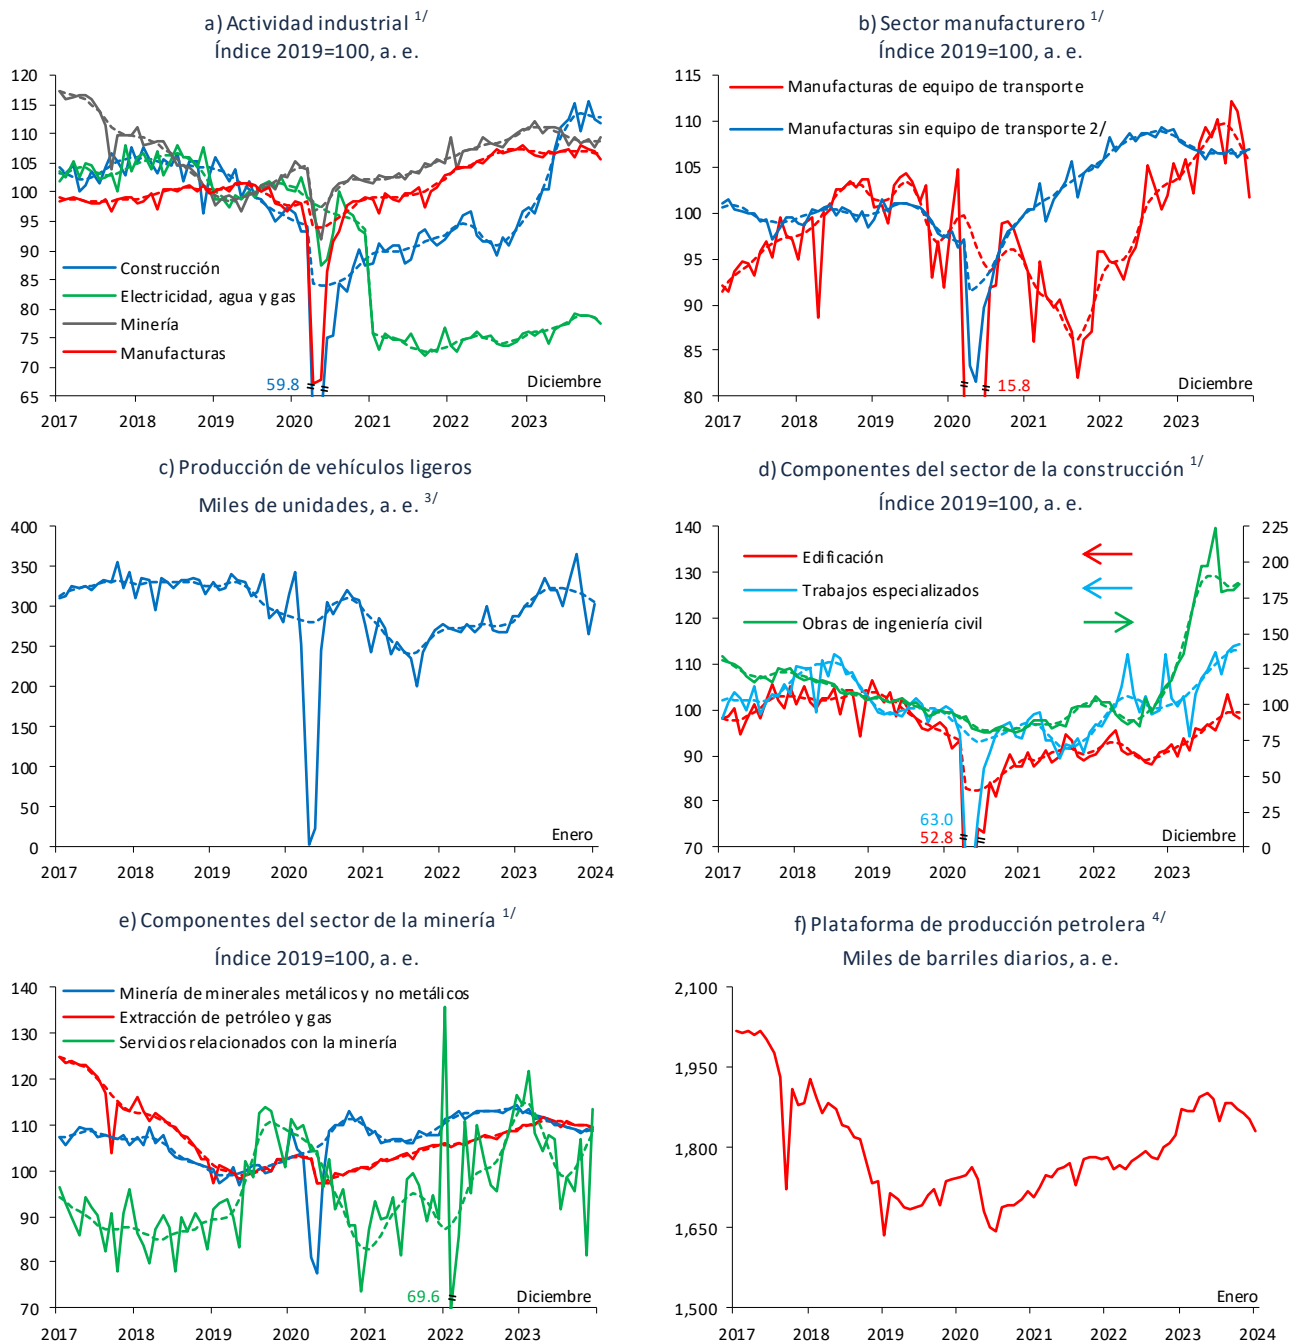 a) Actividad industrial 1/
Índice 2019=100, a. e.
120
115
110
105
100
95
90
85
80
75
70
65
Construcción
Electricidad, agua y gas
Minería
Manufacturas
59.8
Diciembre
2017 2018 2019 2020 2021 2022 2023
b) Sector manufacturero 1/
Índice 2019=100, a. e.
115
110
105
100
95
90
85
80
Manufacturas de equipo de transporte
Manufacturas sin equipo de transporte 2/
15.8
Diciembre
2017 2018 2019 2020 2021 2022 2023
c) Producción de vehículos ligeros
Miles de unidades, a. e. 3/
400
350
300
250
200
150
100
50
0
Enero
2017 2018 2019 2020 2021 2022 2023 2024
d) Componentes del sector de la construcción 1/
Índice 2019=100, a. e.
140
130
120
110
100
90
80
70
Edificación
Trabajos especializados
Obras de ingeniería civil
225
200
175
150
125
100
75
50
25
0
63.0
52.8
Diciembre
2017 2018 2019 2020 2021 2022 2023
e) Componentes del sector de la minería 1/
Índice 2019=100, a. e.
140
130
120
110
100
90
80
70
Minería de minerales metálicos y no metálicos
Extracción de petróleo y gas
Servicios relacionados con la minería
69.6
Diciembre
2017 2018 2019 2020 2021 2022 2023
f) Plataforma de producción petrolera 4/
Miles de barriles diarios, a. e.
2,100
1,950
1,800
1,650
1,500
Enero
2017 2018 2019 2020 2021 2022 2023 2024